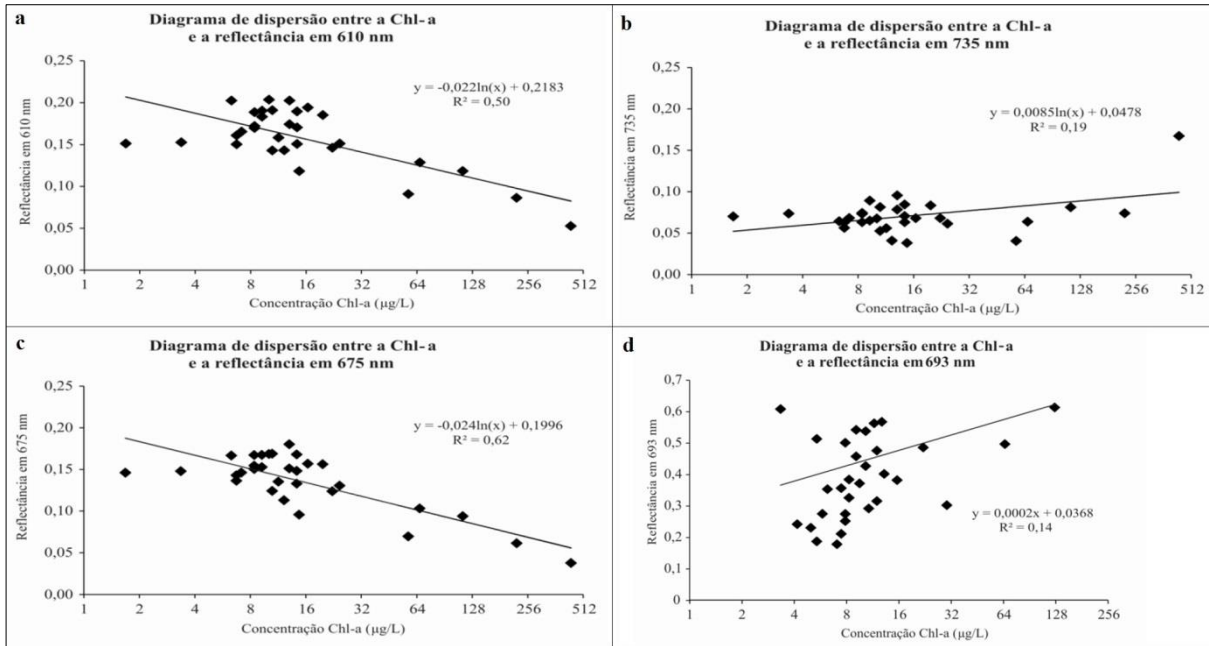 a
Diagrama de dispersão entre a Chl-a
e a reflectância em 610 nm
0,25
0,20
0,15
0,10
0,05
0,00
Reflectância em 610 nm
y = -0,022ln(x) + 0,2183
R² = 0,50
1 2 4 8 16 32 64 128 256 512
Concentração Chl-a (µg/L)
b
Diagrama de dispersão entre a Chl-a
e a reflectância em 735 nm
0,25
0,20
0,15
0,10
0,05
0,00
Reflectância em 735 nm
y = 0,0085ln(x) + 0,0478
R² = 0,19
1 2 4 8 16 32 64 128 256 512
Concentração Chl-a (µg/L)
c
Diagrama de dispersão entre a Chl-a
e a reflectância em 675 nm
0,25
0,20
0,15
0,10
0,05
0,00
Reflectância em 675 nm
y = -0,024ln(x) + 0,1996
R² = 0,62
1 2 4 8 16 32 64 128 256 512
Concentração Chl-a (µg/L)
d
Diagrama de dispersão entre a Chl-a
e a reflectância em 693 nm
0,7
0,6
0,5
0,4
0,3
0,2
0,1
0
Reflectância em 693 nm
y = 0,0002x + 0,0368
R² = 0,14
1 2 4 8 16 32 64 128 256
Concentração Chl-a (µg/L)